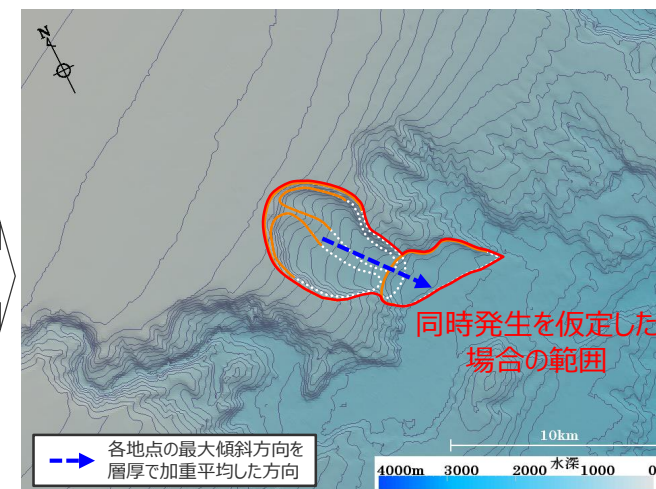 N
同時発生を仮定した
場合の範囲
各地点の最大傾斜方向を
層厚で加重平均した方向
10km
4000m 3000 2000 水深 1000 0